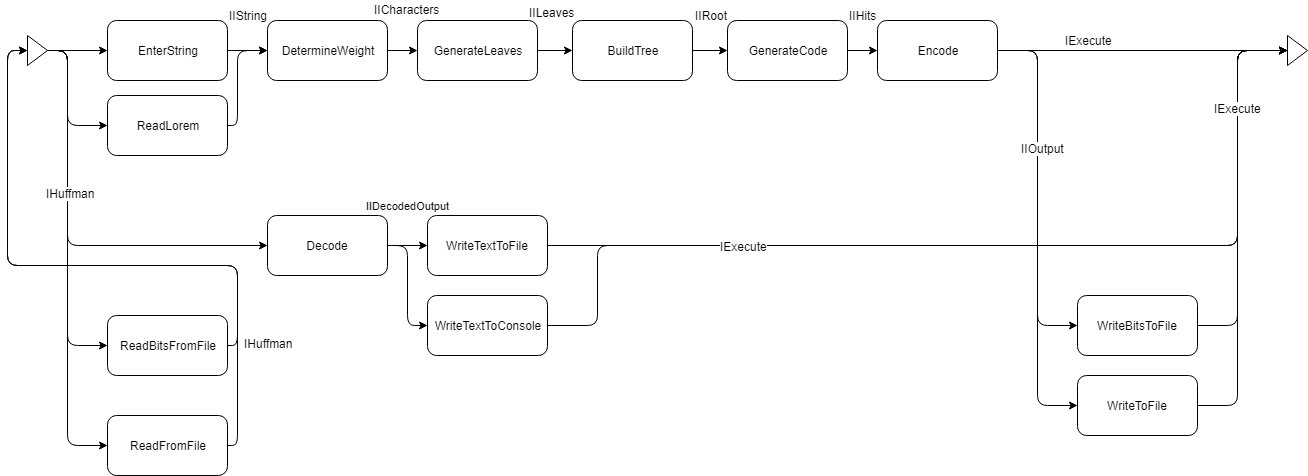 IIString
IICharacters
IILeaves
IIRoot
IIHits
EnterString
DetermineWeight
GenerateLeaves
BuildTree
GenerateCode
Encode
IExecute
ReadLorem
IExecute
IIOutput
IHuffman
IIDecodedOutput
Decode
WriteTextToFile
IExecute
WriteTextToConsole
WriteBitsToFile
ReadBitsFromFile
IHuffman
WriteToFile
ReadFromFile